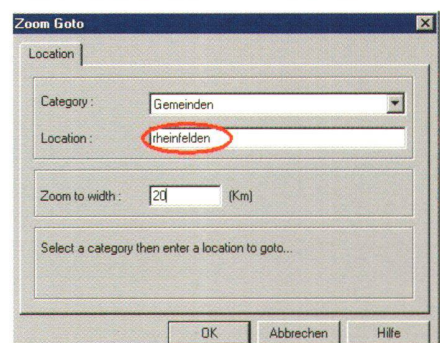 Zoom Goto
Location
Category : Gemeinden
Location : rheinfelden
Zoom to width : 20 (Km)
Select a category then enter a location to goto...
OK Abbrechen Hilfe